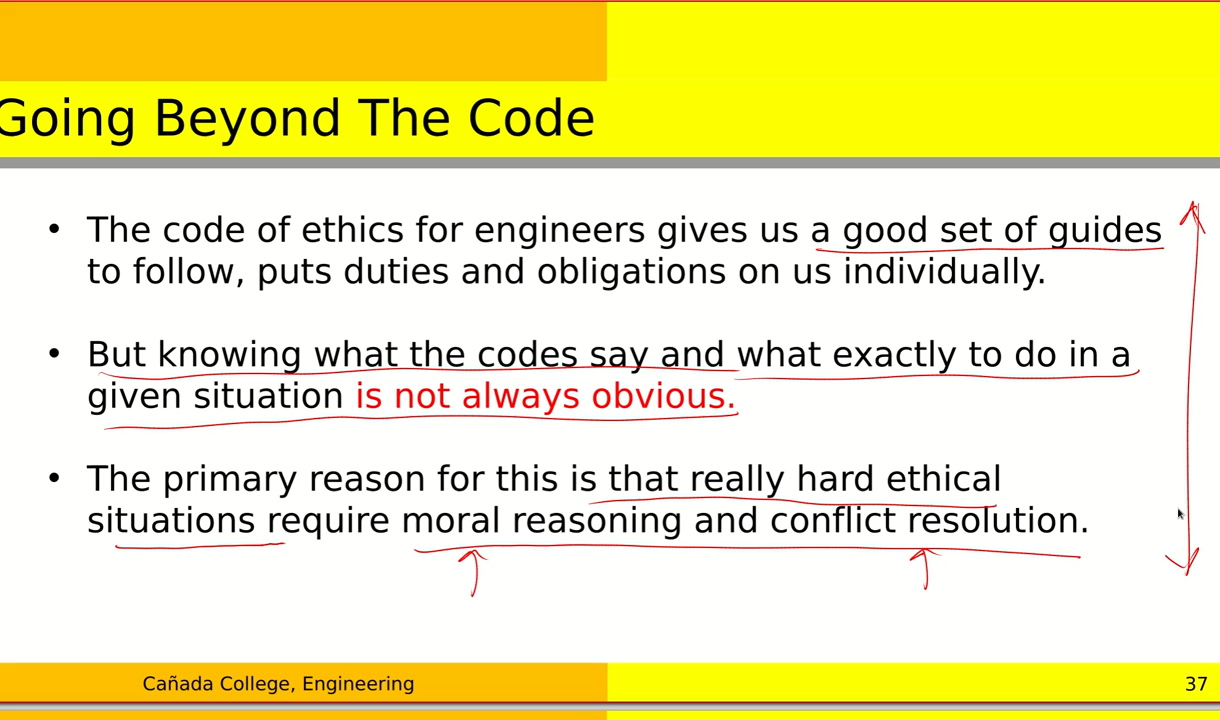 Going Beyond The Code
• The code of ethics for engineers gives us a good set of guides
to follow, puts duties and obligations on us individually.
• But knowing what the codes say and what exactly to do in a
given situation is not always obvious.
• The primary reason for this is that really hard ethical
situations require moral reasoning and conflict resolution.
Cañada College, Engineering
37